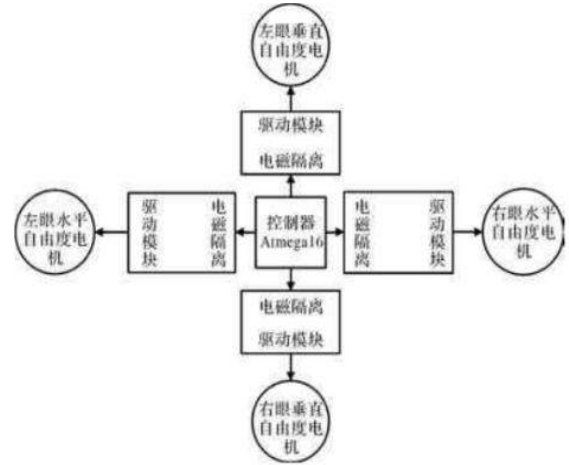 左眼垂直
自由度电
机
驱动模块
电磁隔离
左眼水平
自由度电
机
驱动模块
电磁隔离
控制器
Atmega16
电磁隔离
驱动模块
右眼水平
自由度电
机
电磁隔离
驱动模块
右眼垂直
自由度电
机